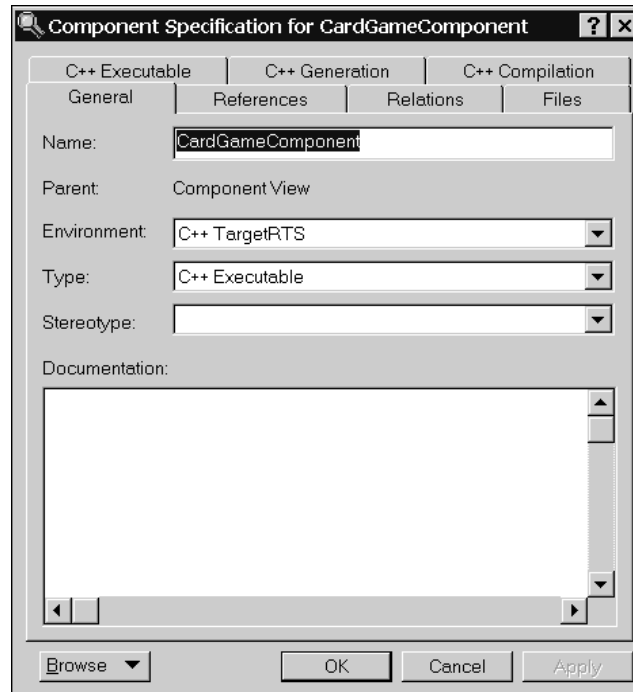 Component Specification for CardGameComponent ? ×
C++ Executable C++ Generation C++ Compilation
General References Relations Files
Name: CardGameComponent
Parent: Component View
Environment: C++ TargetRTS
Type: C++ Executable
Stereotype:
Documentation:
Browse OK Cancel Apply